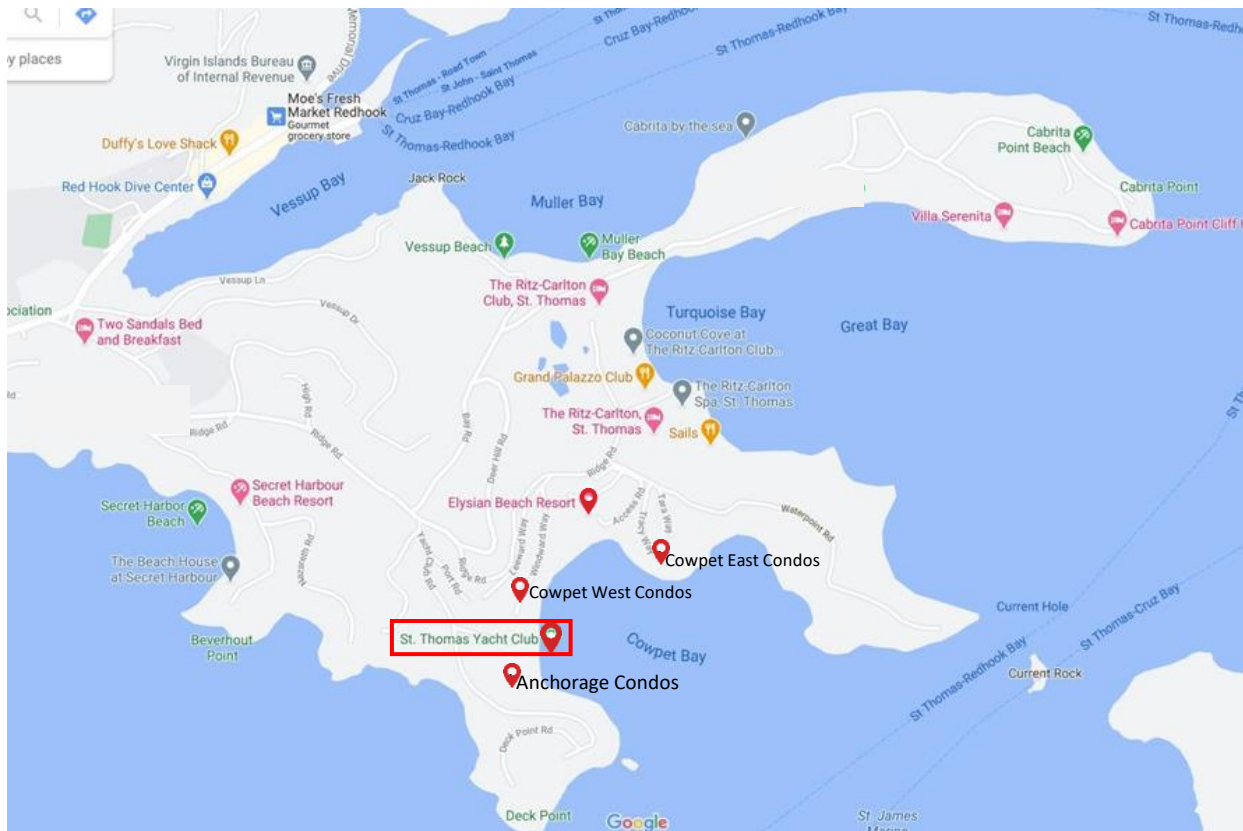 St Thomas-Redhook
St Thomas-Redh
Memorial Drive
Cruz Bay-Redhook
St Thomas-Redhook Bay
y places
Virgin Islands Bureau
of Internal Revenue
St Thomas - Road Town
St John - Saint Thomas
Cruz Bay-Redhook Bay
St Thomas-Redhook Bay
Moe's Fresh
Market Redhook
Gourmet
grocery store
Duffy's Love Shack
Cabrita by the sea
Cabrita
Point Beach
Red Hook Dive Center
Vessup Bay
Jack Rock
Muller Bay
Cabrita Point
Villa Serenita
Cabrita Point Cliff
Vessup Beach
Muller
Bay Beach
Vessup Ln
The Ritz-Carlton
Club, St. Thomas
ociation
Vessup Dr
Turquoise Bay
Great Bay
Two Sandals Bed
and Breakfast
Coconut Cove at
The Ritz Carlton Club...
Grand Palazzo Club
The Ritz-Carlton
Spa, St. Thomas
Rd
High Rd
Bay Rd
The Ritz-Carlton,
St. Thomas
Sails
Ridge Rd
Ridge Rd
Deer Hill Rd
Ridge Rd
Secret Harbour
Beach Resort
Secret Harbor
Beach
Elysian Beach Resort
Access Rd
Tara Way
Tracy Way
Waterpoint Rd
Leeward Way
Windward Way
Nazareth Rd
Yacht Club Rd
Port Rd
Ridge Rd
The Beach House
at Secret Harbour
Cowpet East Condos
Cowpet West Condos
Current Hole
St Thomas-Cruz Bay
Beverhout
Point
St. Thomas Yacht Club
Cowpet Bay
St Thomas-Redhook Bay
Current Rock
Anchorage Condos
Deck Point Rd
Deck Point
Google
St James
Marine